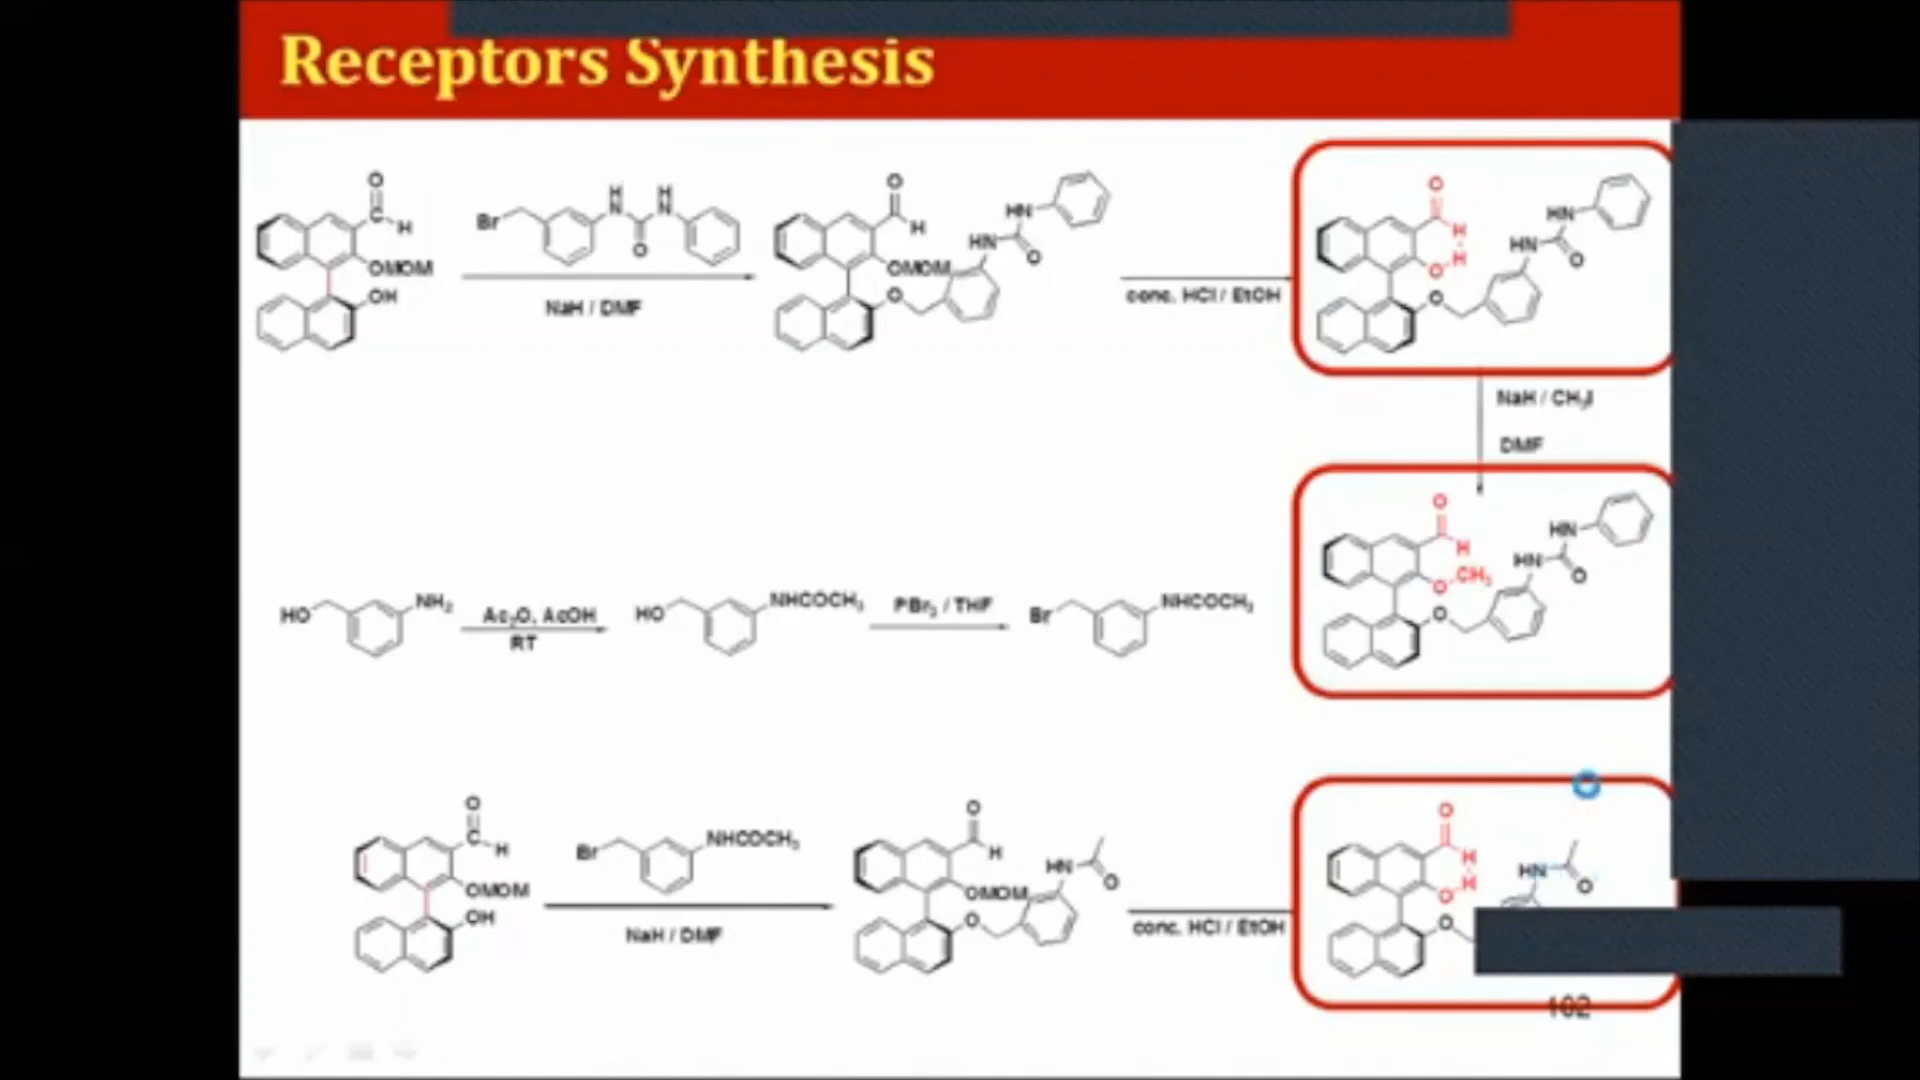 Receptors Synthesis
O
C
H
OMOM
OH
Br
H
N
H
N
O
NaH / DMF
O
H
OMOM
O
HN
HN
O
conc. HCl / EtOH
O
H
H
O
O
HN
HN
O
NaH / CH3I
DMF
O
H
O CH3
O
HN
HN
O
HO
NH2
Ac2O, AcOH
RT
HO
NHCOCH3
PBr3 / THF
Br
NHCOCH3
O
C
H
OMOM
OH
Br
NHCOCH3
NaH / DMF
O
H
OMOM
O
HN
O
conc. HCl / EtOH
O
H
H
O
O
HN
O
102